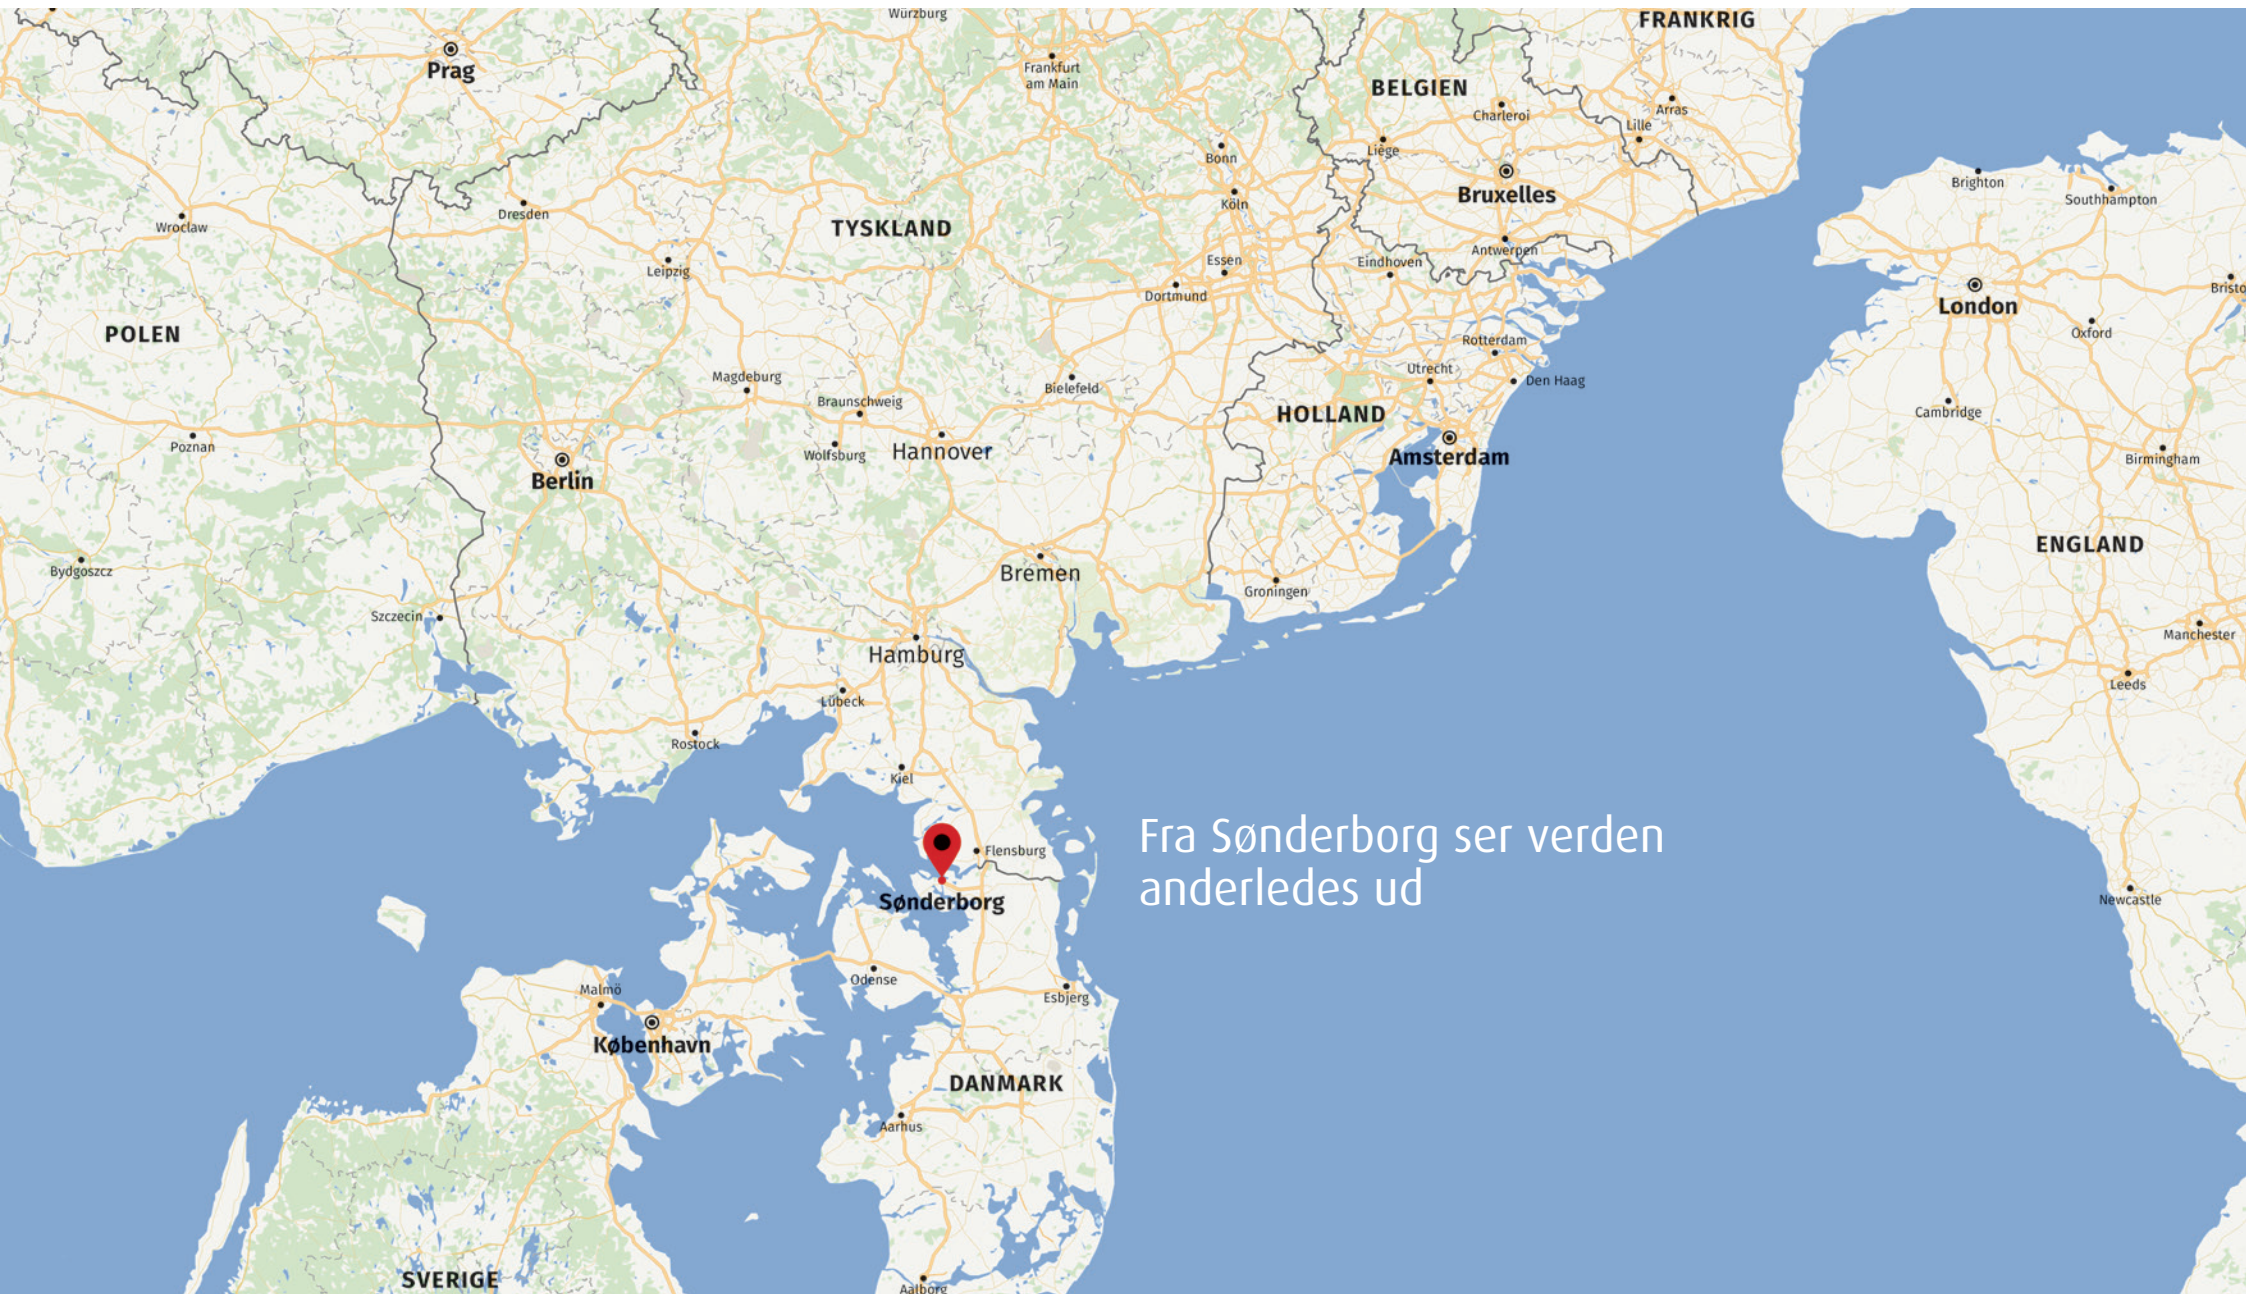 Würzburg
FRANKRIG
Prag
Frankfurt
am Main
BELGIEN
Charleroi
Arras
Lille
Liège
Bonn
Bruxelles
Brighton
Southhampton
Köln
Dresden
Wroclaw
TYSKLAND
Antwerpen
Essen
Eindhoven
Leipzig
Dortmund
London
Oxford
POLEN
Rotterdam
Utrecht
Den Haag
Magdeburg
Bielefeld
Braunschweig
HOLLAND
Cambridge
Poznan
Wolfsburg
Hannover
Amsterdam
Birmingham
Berlin
ENGLAND
Bydgoszcz
Bremen
Groningen
Szczecin
Manchester
Hamburg
Leeds
Lübeck
Rostock
Kiel
Flensburg
Fra Sønderborg ser verden
anderledes ud
Sønderborg
Newcastle
Odense
Malmö
Esbjerg
København
DANMARK
Aarhus
SVERIGE
Aalborg